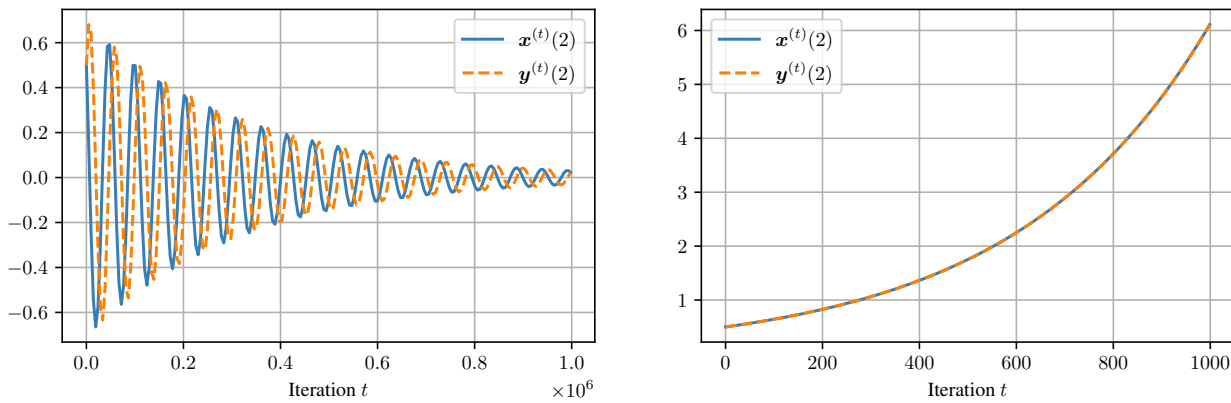 0.6
0.4
0.2
0.0
−0.2
−0.4
−0.6
x^(t)(2)
y^(t)(2)
0.0 0.2 0.4 0.6 0.8 1.0
Iteration t
×10^6
6
5
4
3
2
1
x^(t)(2)
y^(t)(2)
0 200 400 600 800 1000
Iteration t